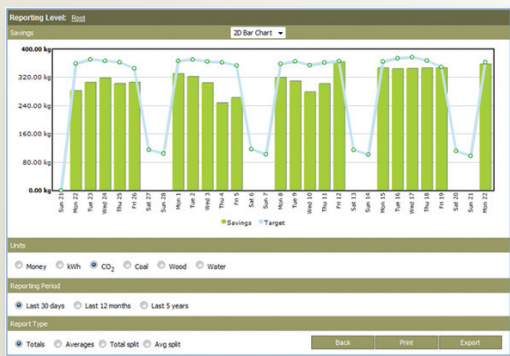 Reporting Level: Root
Savings
2D Bar Chart
400.00 kg
320.00 kg
240.00 kg
160.00 kg
80.00 kg
0.00 kg
Sun 21
Mon 22
Tue 23
Wed 24
Thu 25
Fri 26
Sat 27
Sun 28
Mon 1
Tue 2
Wed 3
Thu 4
Fri 5
Sat 6
Sun 7
Mon 8
Tue 9
Wed 10
Thu 11
Fri 12
Sat 13
Sun 14
Mon 15
Tue 16
Wed 17
Thu 18
Fri 19
Sat 20
Sun 21
Mon 22
Savings Target
Units
Money kWh CO2 Coal Wood Water
Reporting Period
Last 30 days Last 12 months Last 5 years
Report Type
Totals Averages Total split Avg split Back Print Export